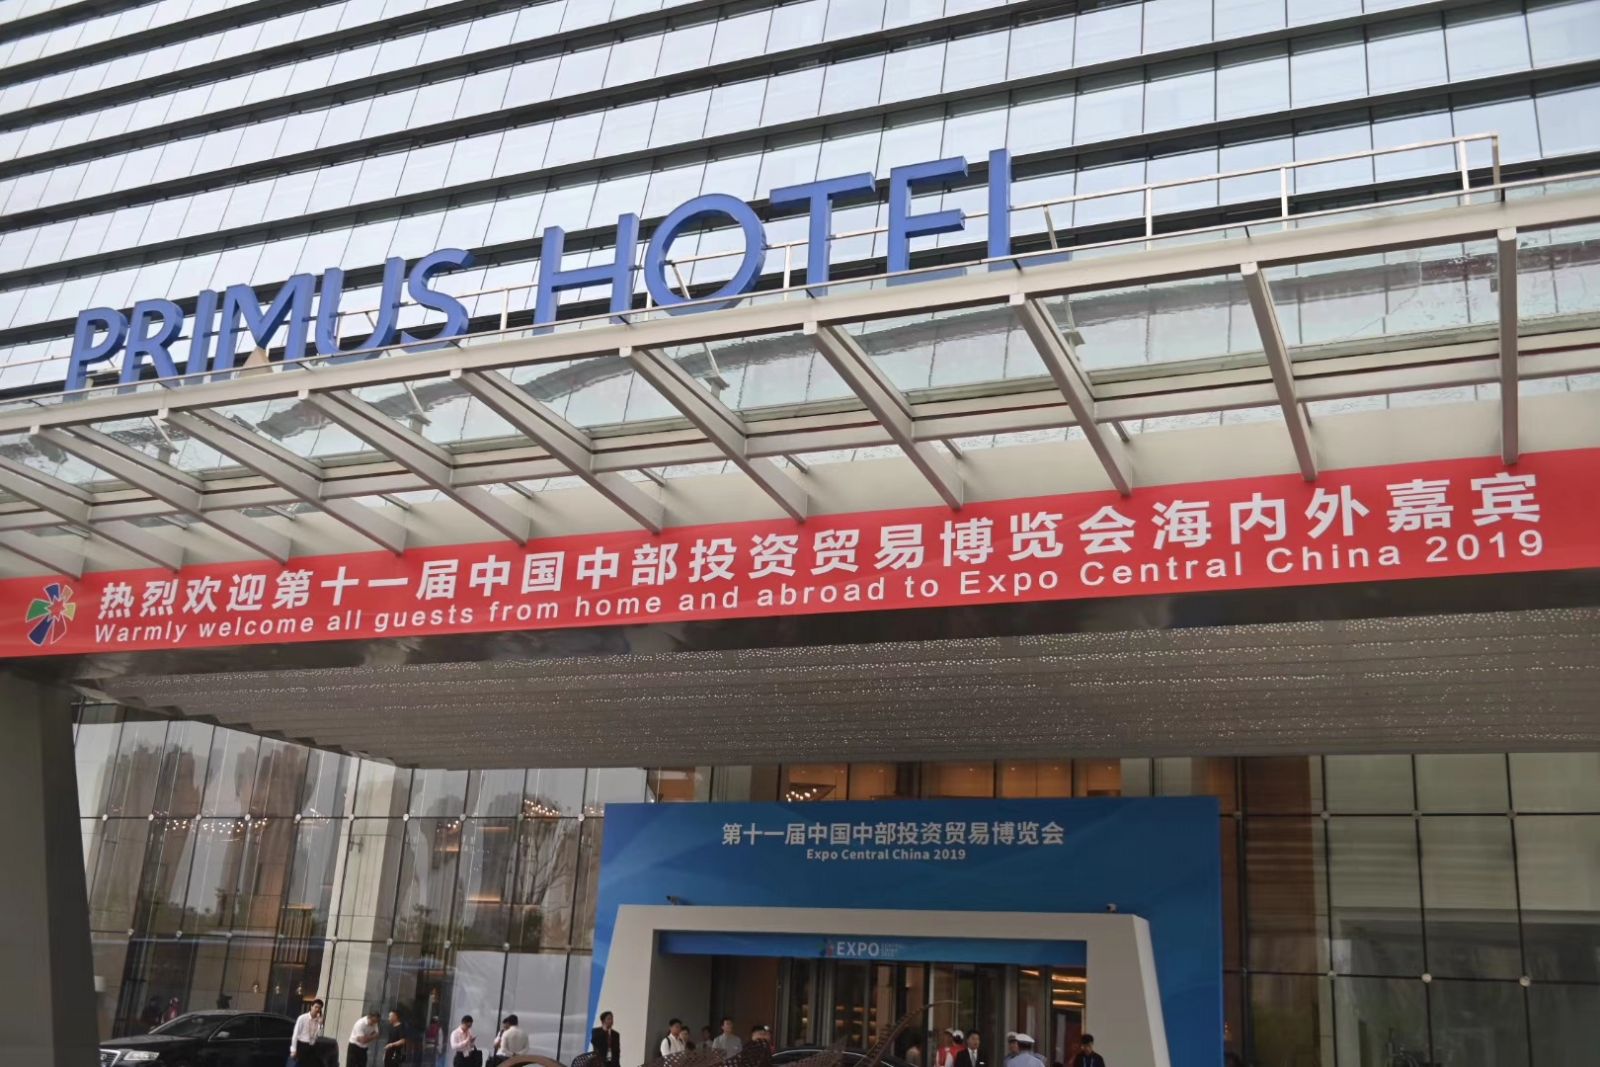 PRIMUS HOTEL
热烈欢迎第十一届中国中部投资贸易博览会海内外嘉宾
Warmly welcome all guests from home and abroad to Expo Central China 2019
第十一届中国中部投资贸易博览会
Expo Central China 2019
EXPO